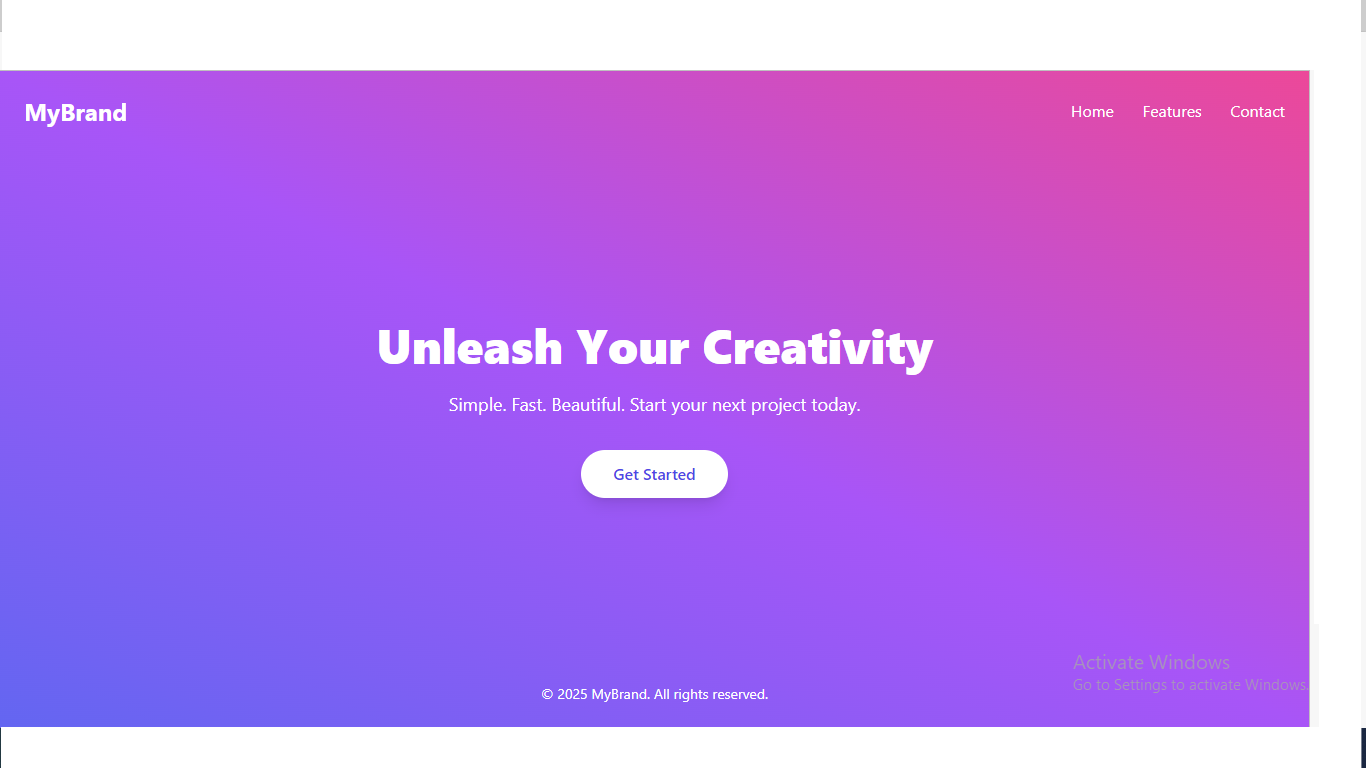 MyBrand
Home Features Contact
Unleash Your Creativity
Simple. Fast. Beautiful. Start your next project today.
Get Started
Activate Windows
Go to Settings to activate Windows.
© 2025 MyBrand. All rights reserved.